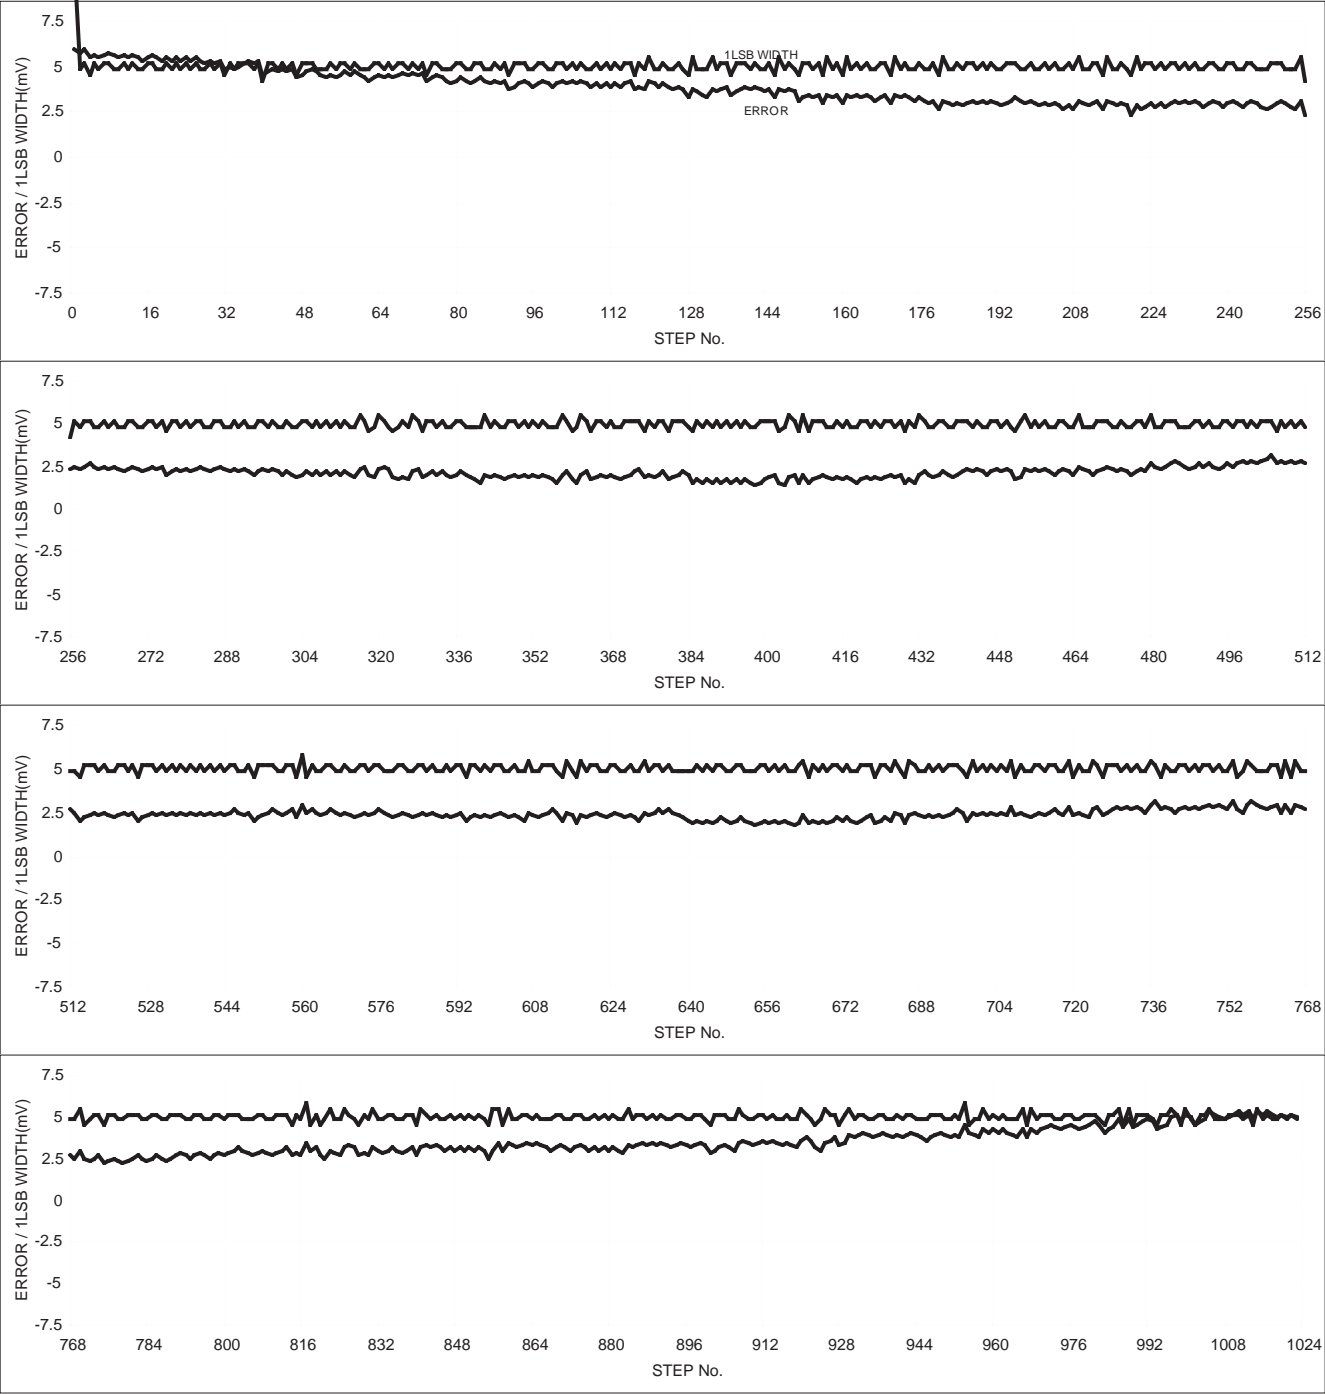 7.5
5
2.5
0
-2.5
-5
-7.5
ERROR / 1LSB WIDTH(mV)
1LSB WIDTH
ERROR
0 16 32 48 64 80 96 112 128 144 160 176 192 208 224 240 256
STEP No.
7.5
5
2.5
0
-2.5
-5
-7.5
ERROR / 1LSB WIDTH(mV)
256 272 288 304 320 336 352 368 384 400 416 432 448 464 480 496 512
STEP No.
7.5
5
2.5
0
-2.5
-5
-7.5
ERROR / 1LSB WIDTH(mV)
512 528 544 560 576 592 608 624 640 656 672 688 704 720 736 752 768
STEP No.
7.5
5
2.5
0
-2.5
-5
-7.5
ERROR / 1LSB WIDTH(mV)
768 784 800 816 832 848 864 880 896 912 928 944 960 976 992 1008 1024
STEP No.